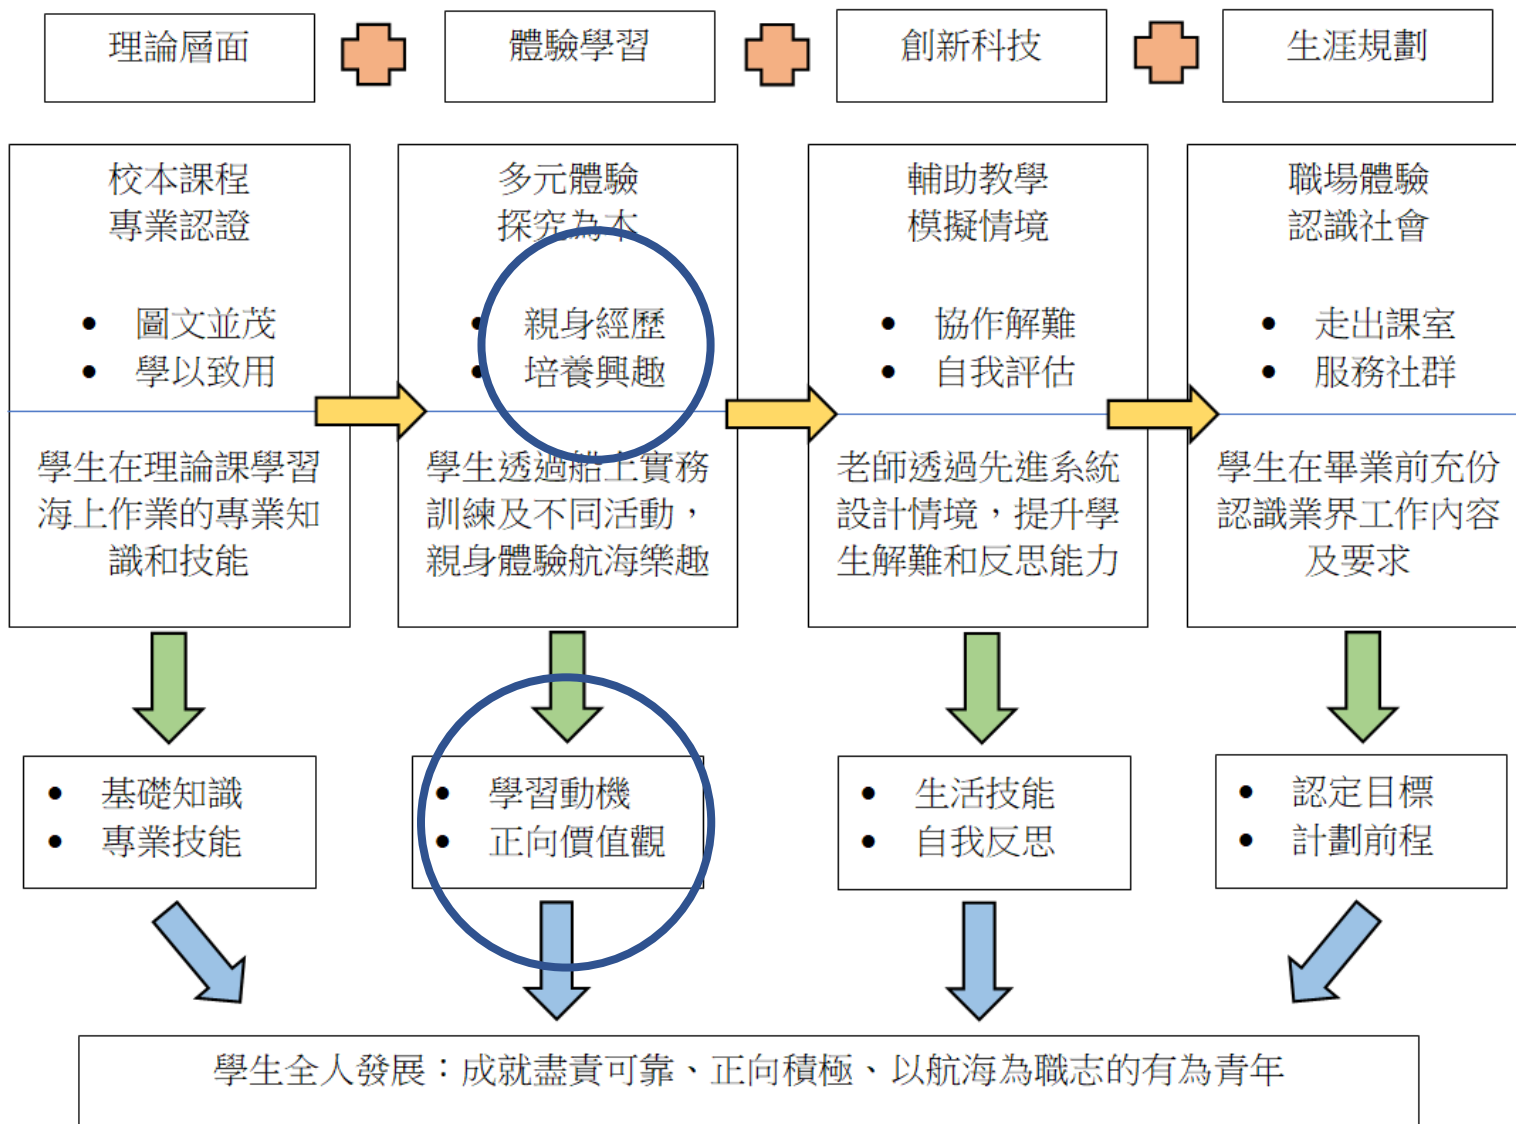 理論層面
體驗學習
創新科技
生涯規劃
校本課程
專業認證
• 圖文並茂
• 學以致用
學生在理論課學習
海上作業的專業知
識和技能
多元體驗
探究為本
• 親身經歷
• 培養興趣
學生透過船上實務
訓練及不同活動，
親身體驗航海樂趣
輔助教學
模擬情境
• 協作解難
• 自我評估
老師透過先進系統
設計情境，提升學
生解難和反思能力
職場體驗
認識社會
• 走出課室
• 服務社群
學生在畢業前充份
認識業界工作內容
及要求
• 基礎知識
• 專業技能
• 學習動機
• 正向價值觀
• 生活技能
• 自我反思
• 認定目標
• 計劃前程
學生全人發展：成就盡責可靠、正向積極、以航海為職志的有為青年